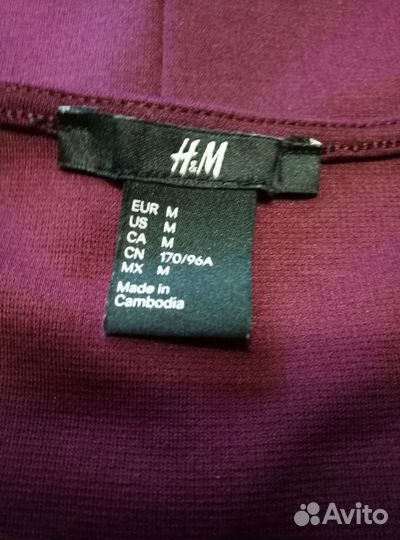 H&M
EUR M
US M
CA M
CN 170/96A
MX M
Made in
Cambodia
Avito